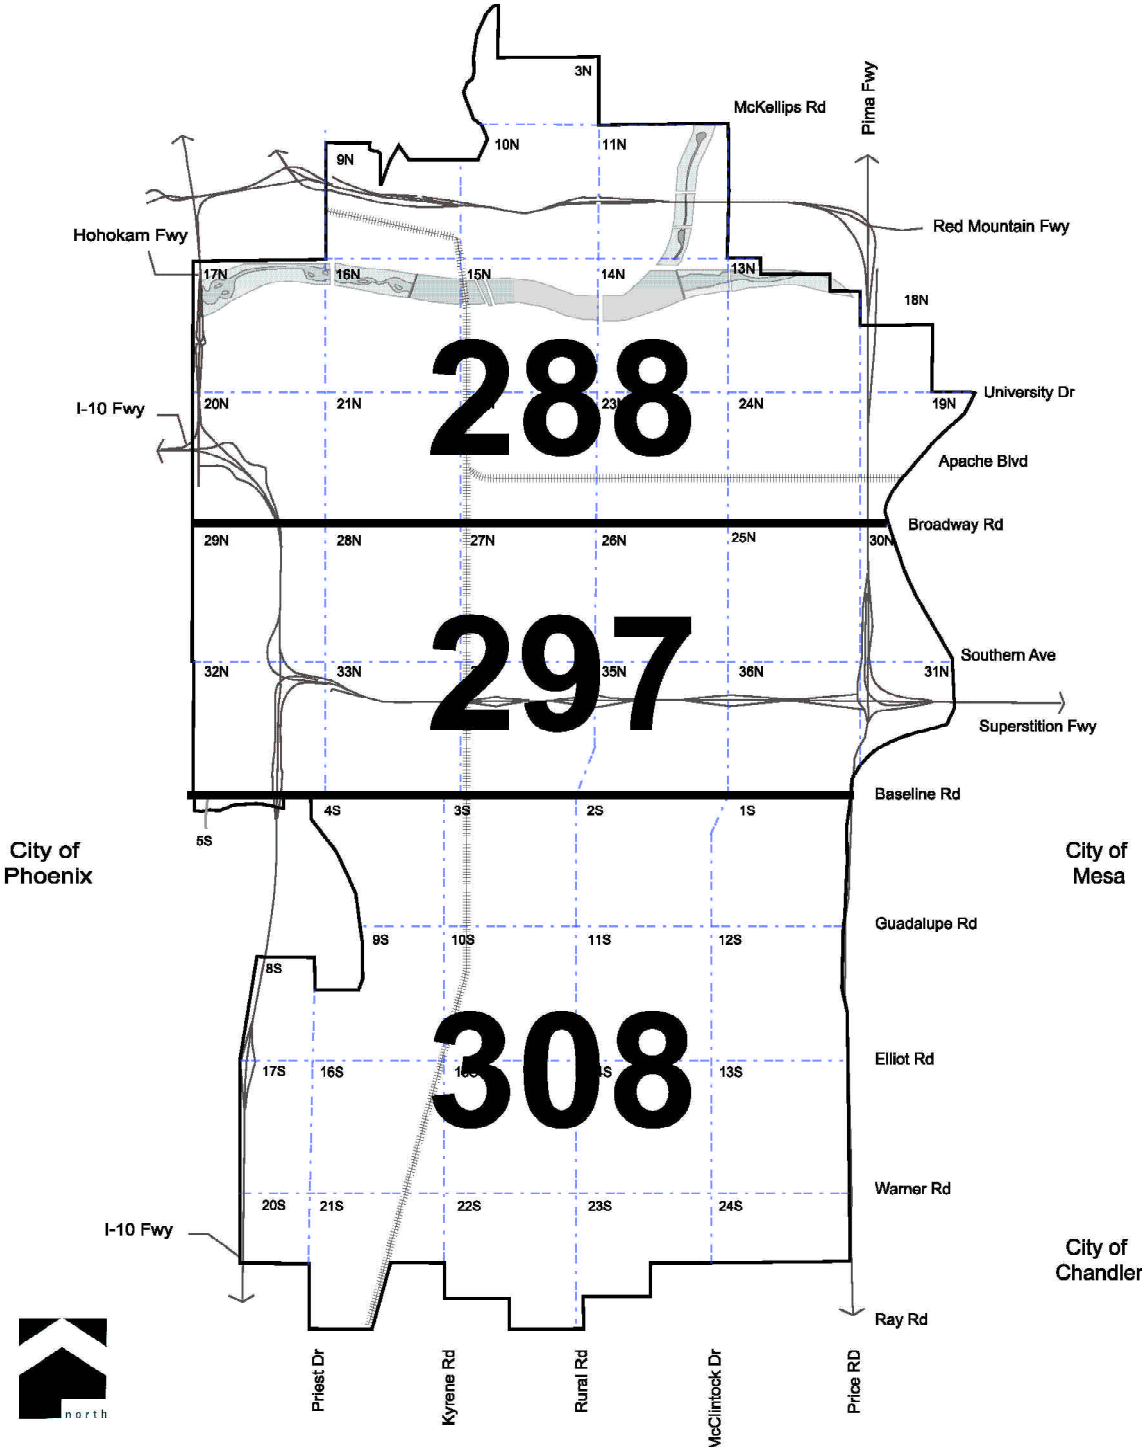 3N
McKellips Rd
Pima Fwy
10N
11N
9N
Red Mountain Fwy
Hohokam Fwy
17N
16N
15N
14N
13N
18N
288
University Dr
20N
21N
23N
24N
19N
I-10 Fwy
Apache Blvd
Broadway Rd
29N
28N
27N
26N
25N
30N
297
Southern Ave
32N
33N
35N
36N
31N
Superstition Fwy
Baseline Rd
4S
3S
2S
1S
5S
City of
Phoenix
City of
Mesa
Guadalupe Rd
9S
10S
11S
12S
8S
308
Elliot Rd
17S
16S
13S
Warner Rd
20S
21S
22S
23S
24S
I-10 Fwy
City of
Chandler
Ray Rd
Priest Dr
Kyrene Rd
Rural Rd
McClintock Dr
Price RD
north